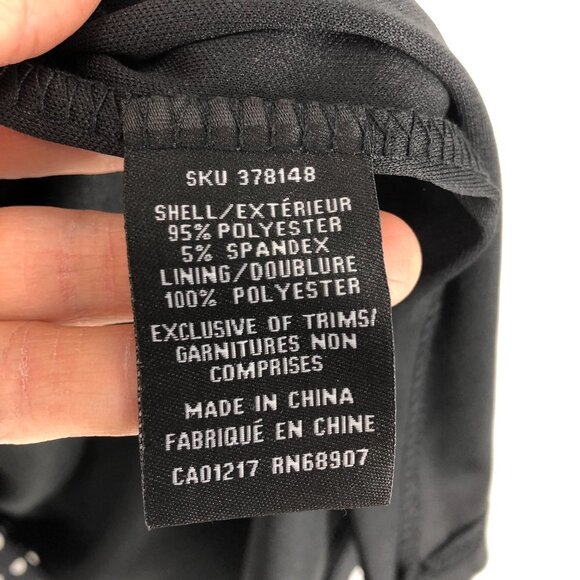 SKU 378148
SHELL/EXTÉRIEUR
95% POLYESTER
5% SPANDEX
LINING/DOUBLURE
100% POLYESTER
EXCLUSIVE OF TRIMS/
GARNITURES NON
COMPRISES
MADE IN CHINA
FABRIQUÉ EN CHINE
CA01217 RN68907